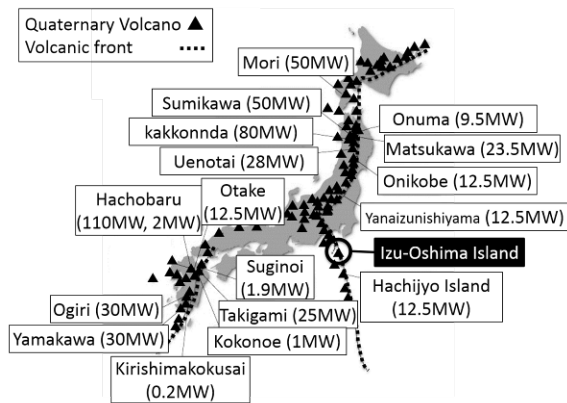 Quaternary Volcano
Volcanic front
Mori (50MW)
Sumikawa (50MW)
kakkonnda (80MW)
Uenotai (28MW)
Onuma (9.5MW)
Matsukawa (23.5MW)
Onikobe (12.5MW)
Yanaizunishiyama (12.5MW)
Hachobaru
(110MW, 2MW)
Otake
(12.5MW)
Izu-Oshima Island
Hachijyo Island
(12.5MW)
Suginoi
(1.9MW)
Ogiri (30MW)
Takigami (25MW)
Yamakawa (30MW)
Kokonoe (1MW)
Kirishimakokusai
(0.2MW)